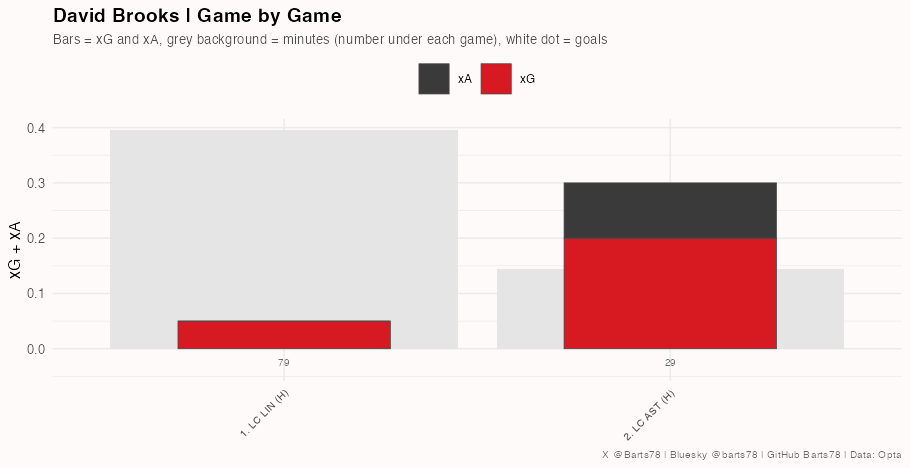 David Brooks | Game by Game
Bars = xG and xA, grey background = minutes (number under each game), white dot = goals
xA xG
xG + xA
0.4
0.3
0.2
0.1
0.0
79 29
1. LC LIN (H) 2. LC AST (H)
X @Barts78 | Bluesky @barts78 | GitHub Barts78 | Data: Opta